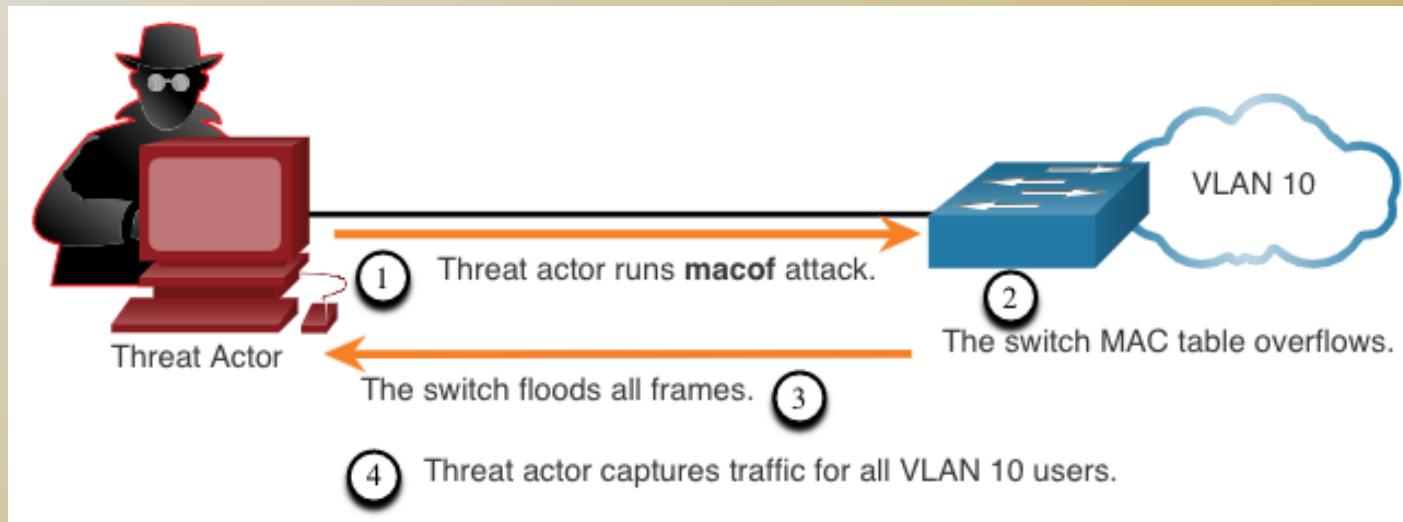 VLAN 10
1
Threat actor runs macof attack.
2
The switch MAC table overflows.
Threat Actor
The switch floods all frames.
3
4
Threat actor captures traffic for all VLAN 10 users.